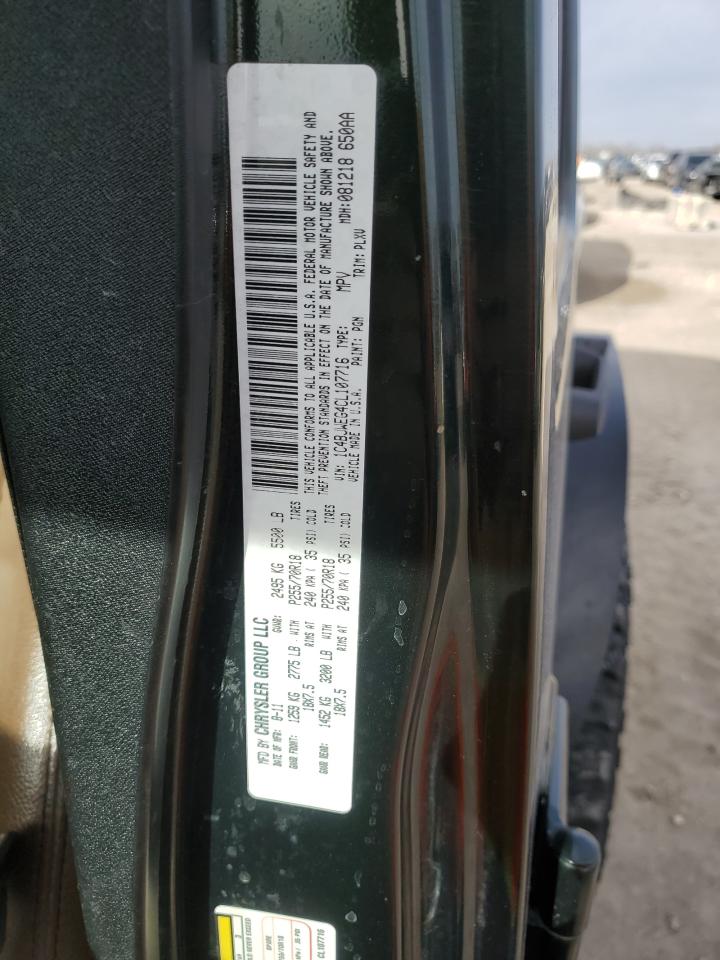 MFD BY CHRYSLER GROUP LLC
DATE OF MFR: 8-11 GVWR: 2495 KG 5500 LB
GAWR FRONT: 1259 KG 2775 LB - WITH P255/70R18 TIRES
18X7.5 RIMS AT 240 KPA ( 35 PSI) COLD
GAWR REAR: 1452 KG 3200 LB WITH P255/70R18 TIRES
18X7.5 RIMS AT 240 KPA ( 35 PSI) COLD
THIS VEHICLE CONFORMS TO ALL APPLICABLE U.S.A. FEDERAL MOTOR VEHICLE SAFETY AND
THEFT PREVENTION STANDARDS IN EFFECT ON THE DATE OF MANUFACTURE SHOWN ABOVE.
VIN: 1C4BJWEG4CL107716 TYPE: MPV MDH:081218 650AA
VEHICLE MADE IN U.S.A. PAINT: PGN TRIM: PLXV
SPARE
CL107716